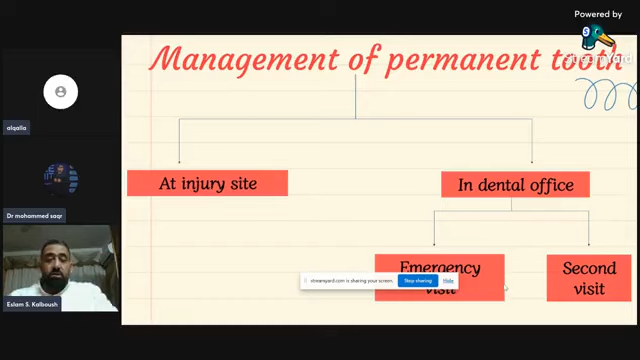 Powered by
StreamYard
Management of permanent tooth
alqalla
At injury site
In dental office
Dr mohammed saqr
Emergency
visit
Second
visit
streamyard.com is sharing your screen.
Stop sharing
Hide
Eslam S. Kalboush